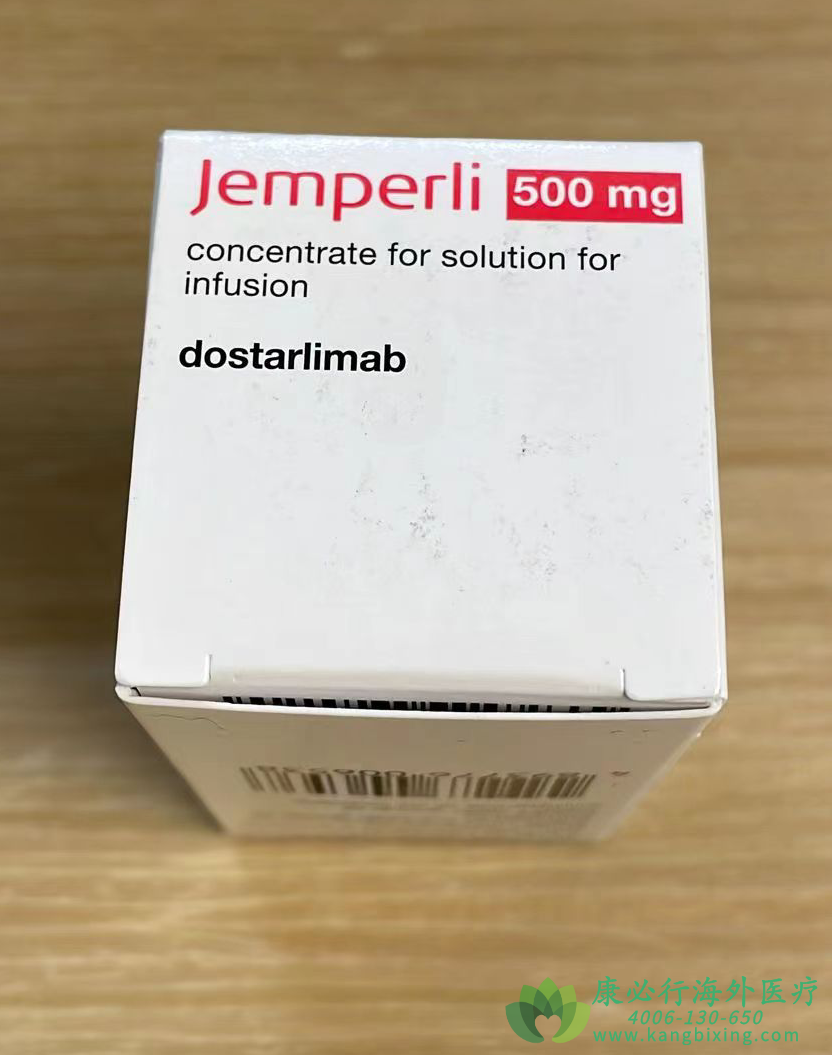 Jemperli 500 mg
concentrate for solution for
infusion
dostarlimab
康必行海外医疗
4006-130-650
www.kangbixing.com